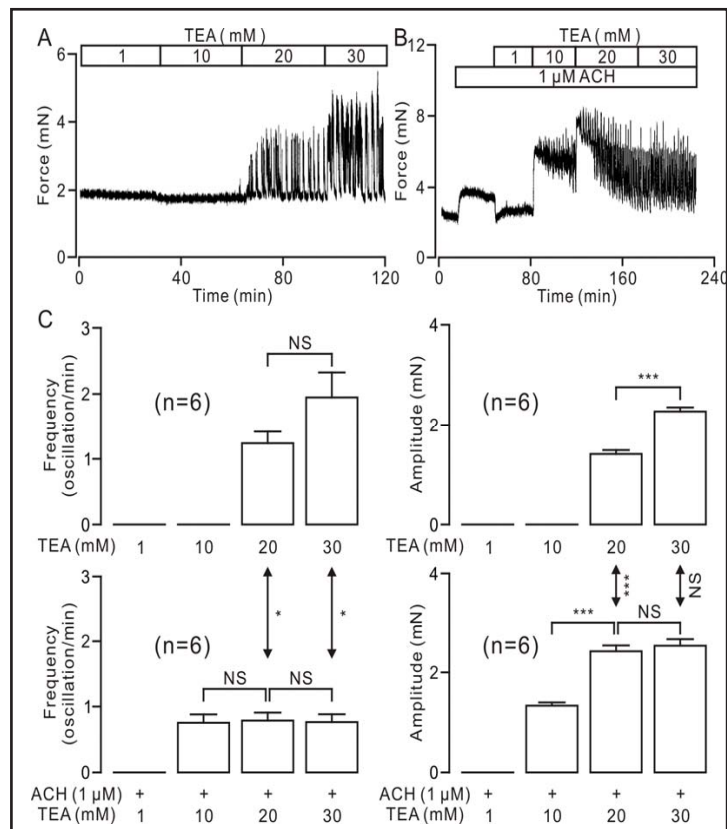 A
TEA (mM)
1 10 20 30
6
4
2
0
Force (mN)
0 40 80 120
Time (min)
B
TEA (mM)
1 10 20 30
1 µM ACH
12
8
4
0
Force (mN)
0 80 160 240
Time (min)
C
3
2
1
0
Frequency
(oscillation/min)
(n=6)
NS
TEA (mM) 1 10 20 30
4
2
0
Amplitude (mN)
(n=6)
***
TEA (mM) 1 10 20 30
* *
*** NS
3
2
1
0
Frequency
(oscillation/min)
(n=6)
NS NS
ACH (1 µM) + + + +
TEA (mM) 1 10 20 30
4
2
0
Amplitude (mN)
(n=6)
*** NS
+ + + +
1 10 20 30